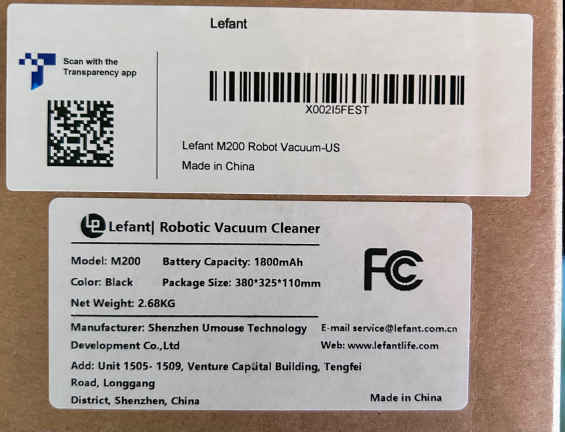 Lefant
Scan with the
Transparency app
X002I5FEST
Lefant M200 Robot Vacuum-US
Made in China
LP Lefant| Robotic Vacuum Cleaner
Model: M200 Battery Capacity: 1800mAh
Color: Black Package Size: 380*325*110mm
Net Weight: 2.68KG
FC
Manufacturer: Shenzhen Umouse Technology
Development Co.,Ltd
E-mail service@lefant.com.cn
Web: www.lefantlife.com
Add: Unit 1505- 1509, Venture Capital Building, Tengfei
Road, Longgang
District, Shenzhen, China
Made in China